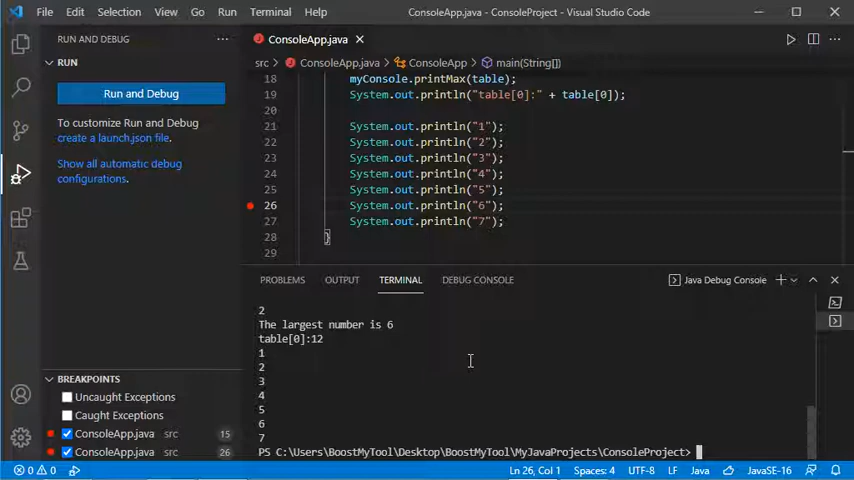 File Edit Selection View Go Run Terminal Help ConsoleApp.java - ConsoleProject - Visual Studio Code
RUN AND DEBUG
RUN
Run and Debug
To customize Run and Debug
create a launch.json file.
Show all automatic debug
configurations.
BREAKPOINTS
Uncaught Exceptions
Caught Exceptions
ConsoleApp.java src 15
ConsoleApp.java src 26
ConsoleApp.java
src > ConsoleApp.java > ConsoleApp > main(String[])
18 myConsole.printMax(table);
19 System.out.println("table[0]:" + table[0]);
20
21 System.out.println("1");
22 System.out.println("2");
23 System.out.println("3");
24 System.out.println("4");
25 System.out.println("5");
26 System.out.println("6");
27 System.out.println("7");
28 }
29
PROBLEMS OUTPUT TERMINAL DEBUG CONSOLE Java Debug Console
2
The largest number is 6
table[0]:12
1
2
3
4
5
6
7
PS C:\Users\BoostMyTool\Desktop\BoostMyTool\MyJavaProjects\ConsoleProject>
0 0 Ln 26, Col 1 Spaces: 4 UTF-8 LF Java JavaSE-16